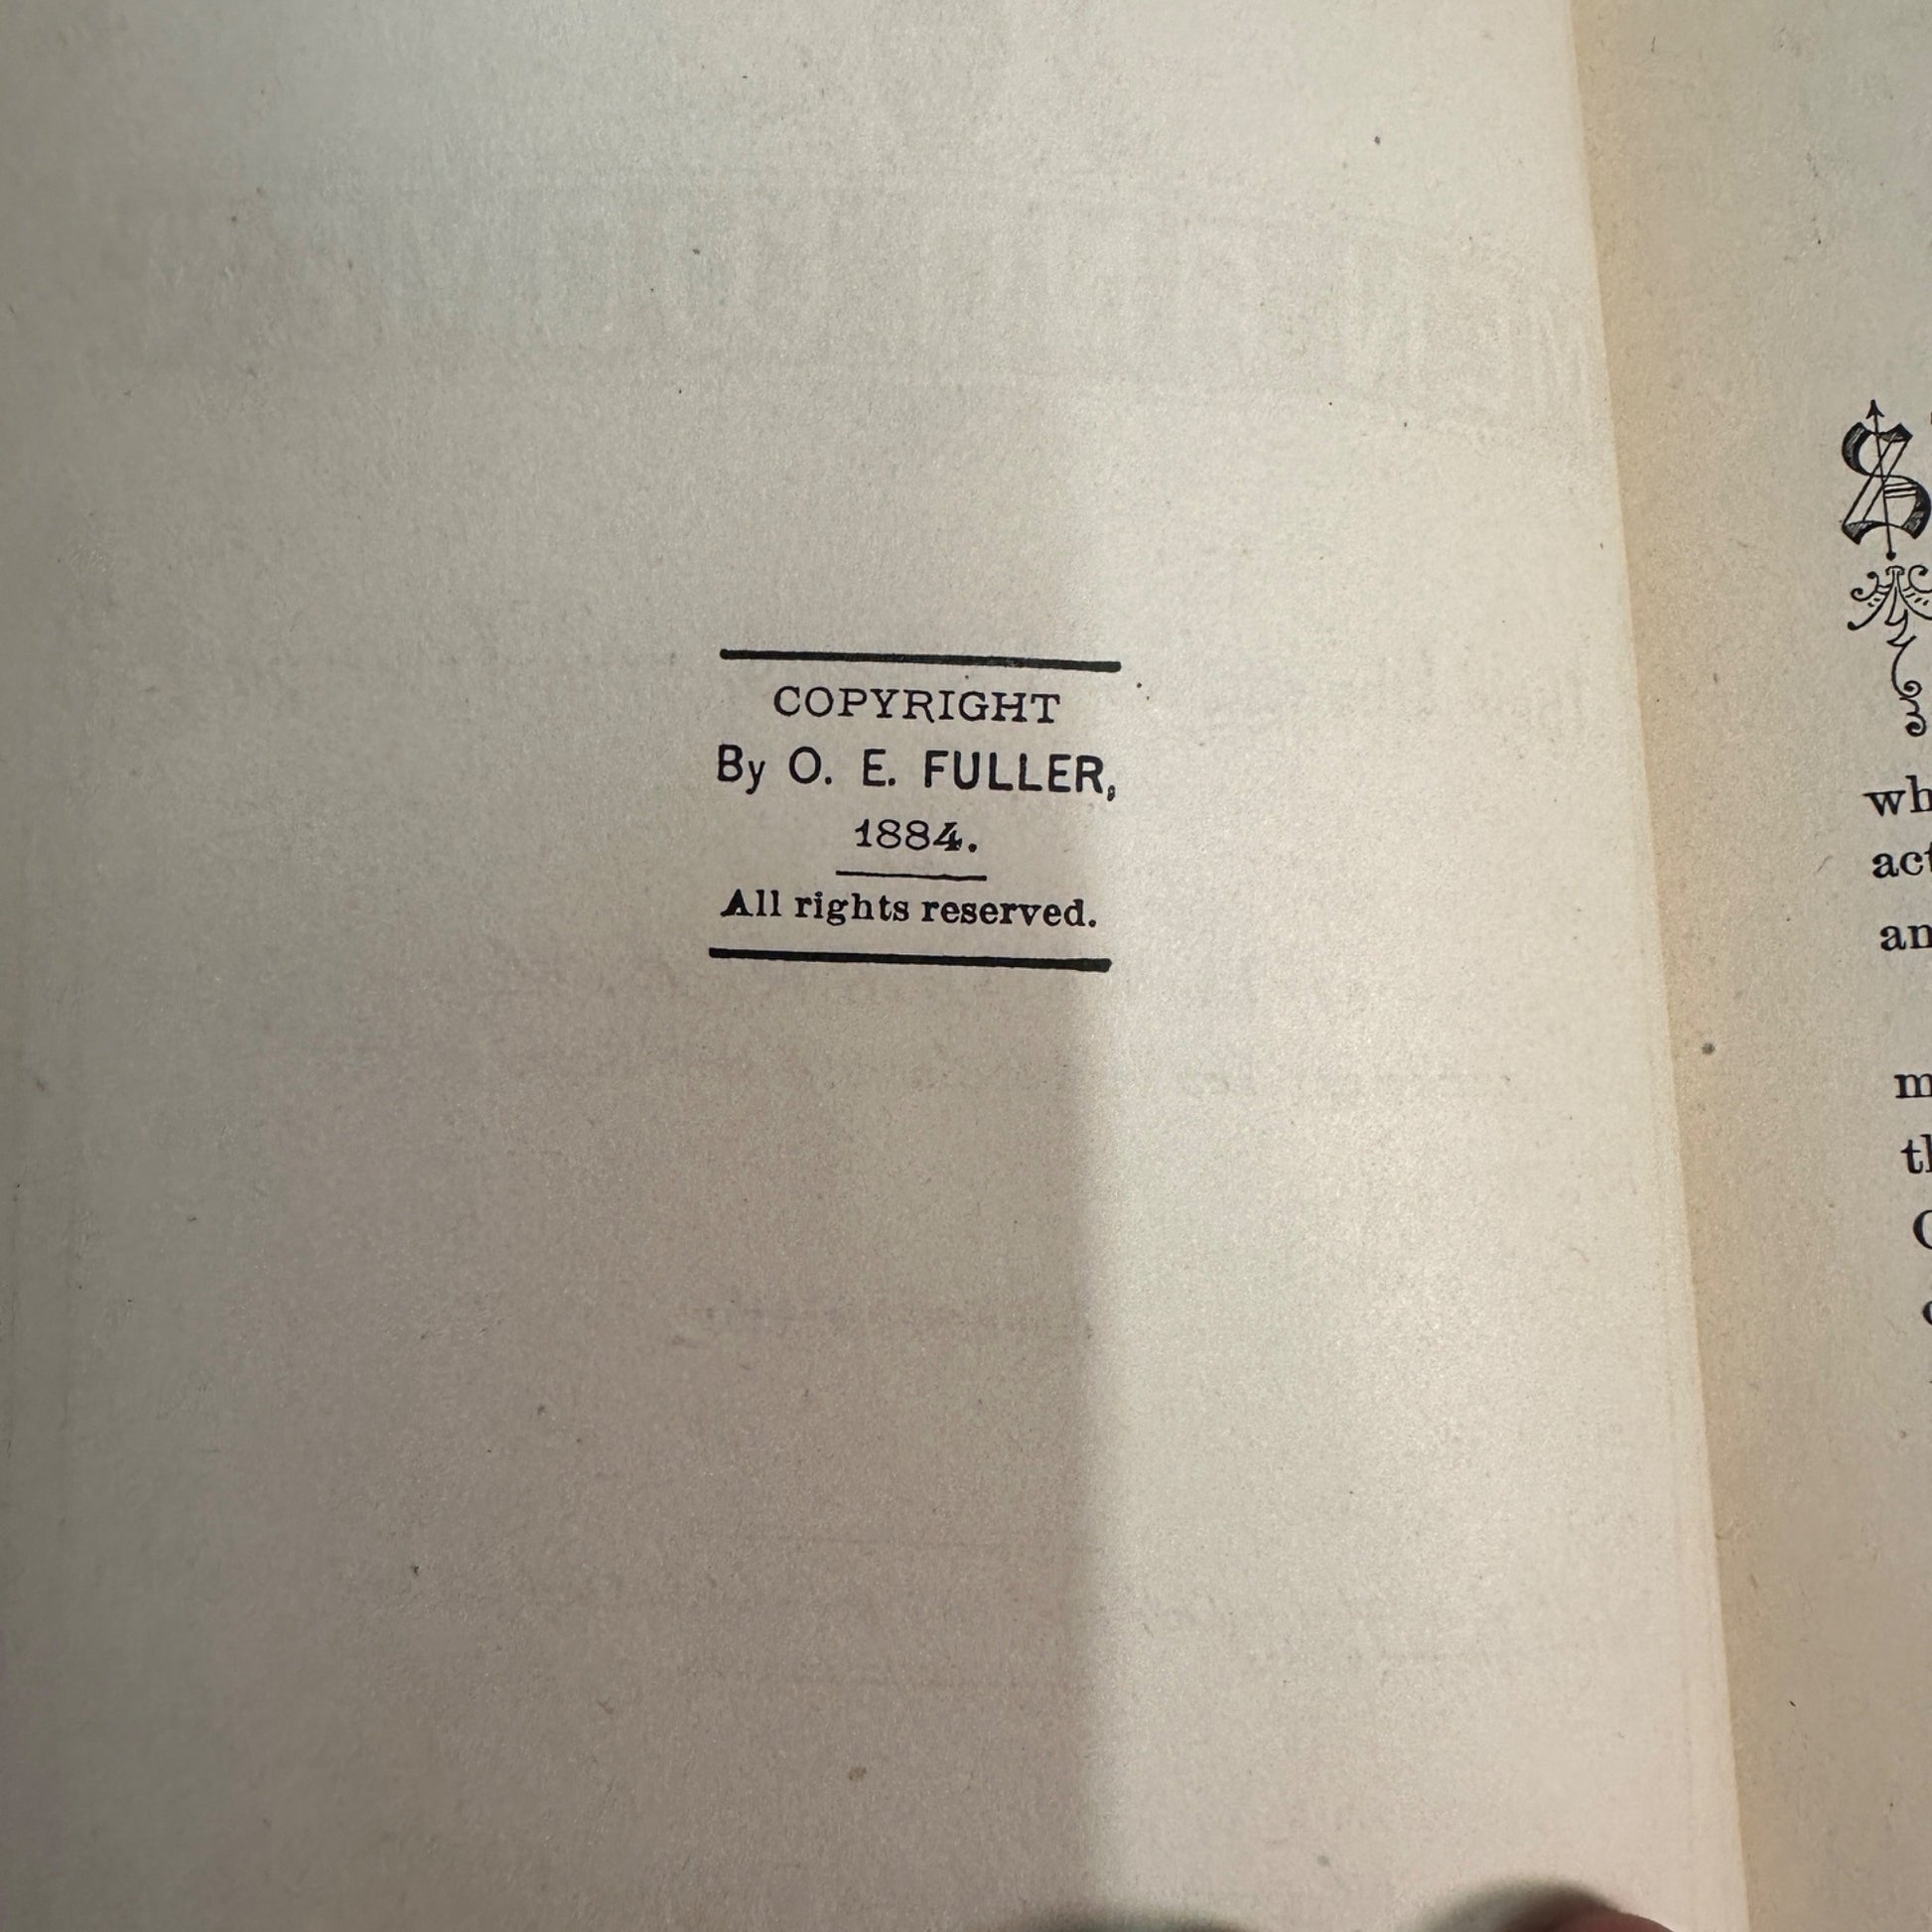 COPYRIGHT
By O. E. FULLER,
1884.
All rights reserved.
S